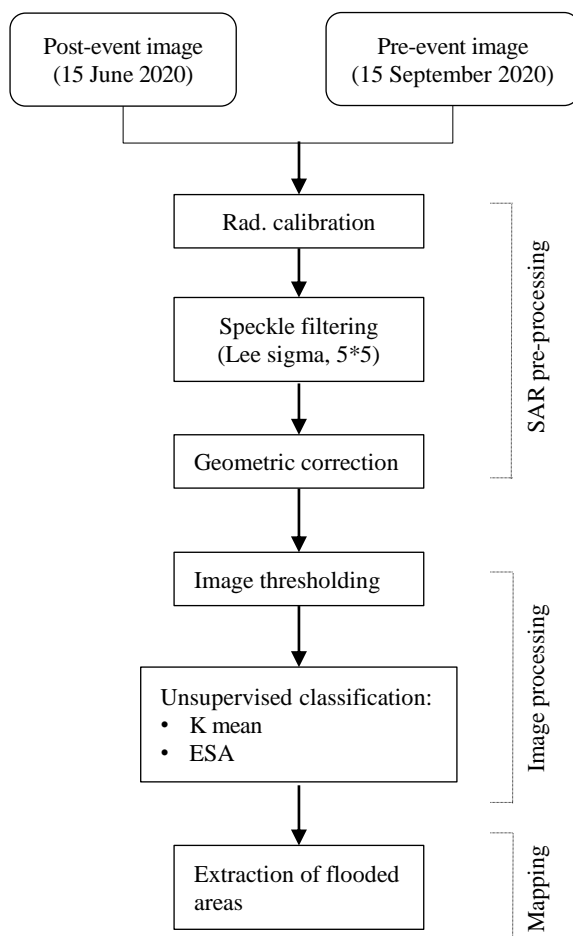 Post-event image
(15 June 2020)
Pre-event image
(15 September 2020)
Rad. calibration
Speckle filtering
(Lee sigma, 5*5)
Geometric correction
SAR pre-processing
Image thresholding
Unsupervised classification:
• K mean
• ESA
Image processing
Extraction of flooded
areas
Mapping